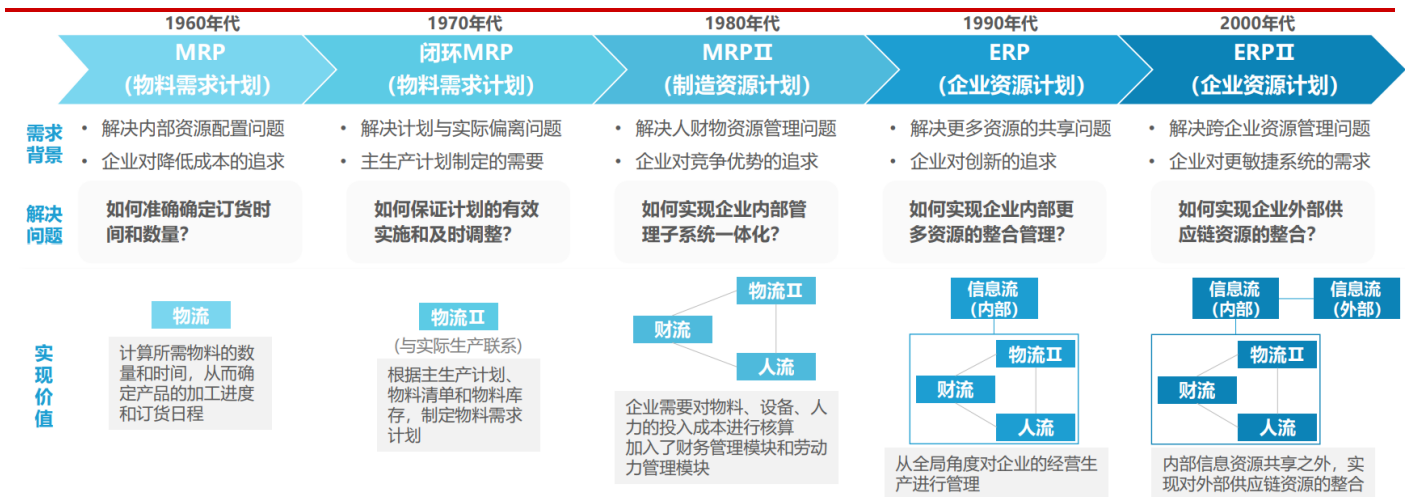 1960年代
1970年代
1980年代
1990年代
2000年代
MRP
(物料需求计划)
闭环MRP
(物料需求计划)
MRPⅡ
(制造资源计划)
ERP
(企业资源计划)
ERPⅡ
(企业资源计划)
需求
背景
• 解决内部资源配置问题
• 企业对降低成本的追求
• 解决计划与实际偏离问题
• 主生产计划制定的需要
• 解决人财物资源管理问题
• 企业对竞争优势的追求
• 解决更多资源的共享问题
• 企业对创新的追求
• 解决跨企业资源管理问题
• 企业对更敏捷系统的需求
解决
问题
如何准确确定订货时
间和数量?
如何保证计划的有效
实施和及时调整?
如何实现企业内部管
理子系统一体化?
如何实现企业内部更
多资源的整合管理?
如何实现企业外部供
应链资源的整合?
实
现
价
值
物流
计算所需物料的数
量和时间，从而确
定产品的加工进度
和订货日程
物流Ⅱ
(与实际生产联系)
根据主生产计划、
物料清单和物料库
存，制定物料需求
计划
物流Ⅱ
财流
人流
企业需要对物料、设备、人
力的投入成本进行核算
加入了财务管理模块和劳动
力管理模块
信息流
(内部)
物流Ⅱ
财流
人流
从全局角度对企业的经营生
产进行管理
信息流
(内部)
信息流
(外部)
物流Ⅱ
财流
人流
内部信息资源共享之外，实
现对外部供应链资源的整合